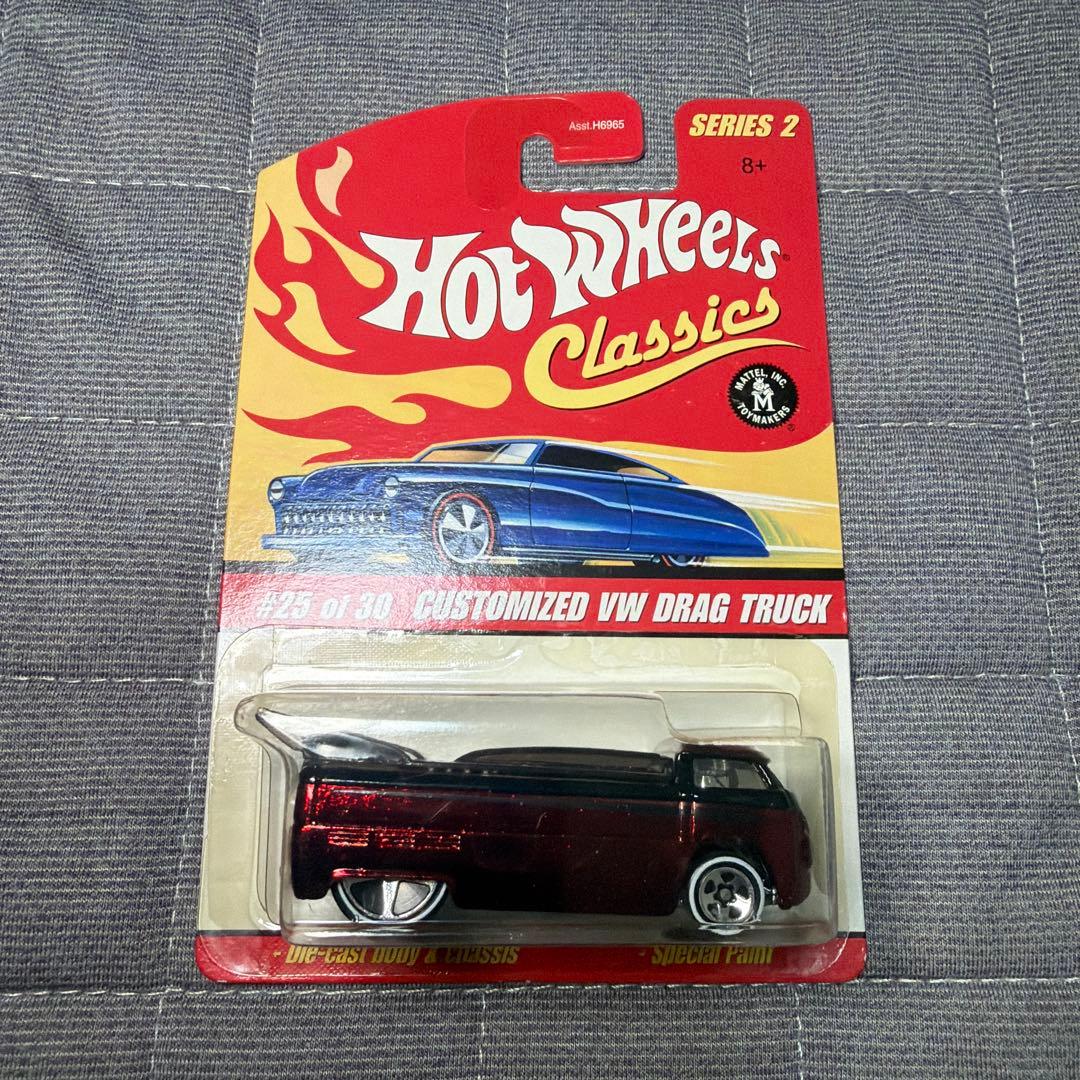 Asst.H6965
SERIES 2
8+
Hot Wheels®
Classics
MATTEL, INC.
M
TOYMAKERS
#25 of 30 CUSTOMIZED VW DRAG TRUCK
· Die-cast Body & Chassis
· Special Paint